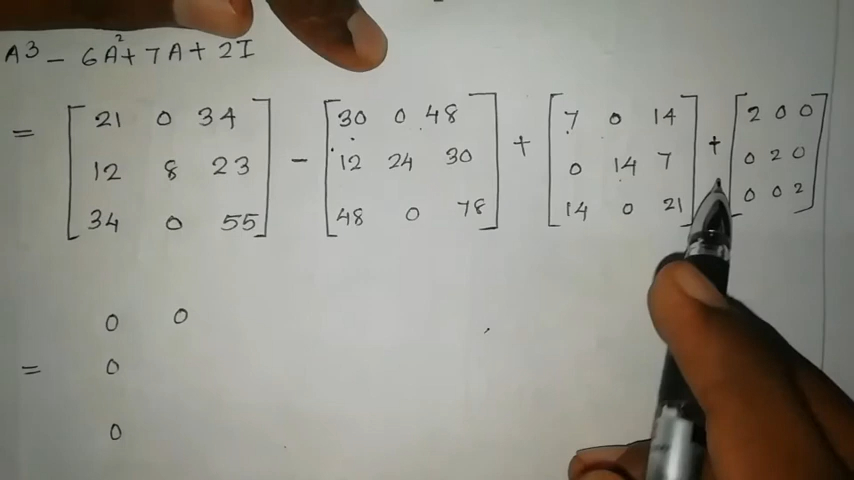 A3 - 6A²+ 7A + 2I
= [21 0 34] - [30 0 48] + [7 0 14] + [2 0 0]
[12 8 23] [12 24 30] [0 14 7] [0 2 0]
[34 0 55] [48 0 78] [14 0 21] [0 0 2]
0 0
= 0
0